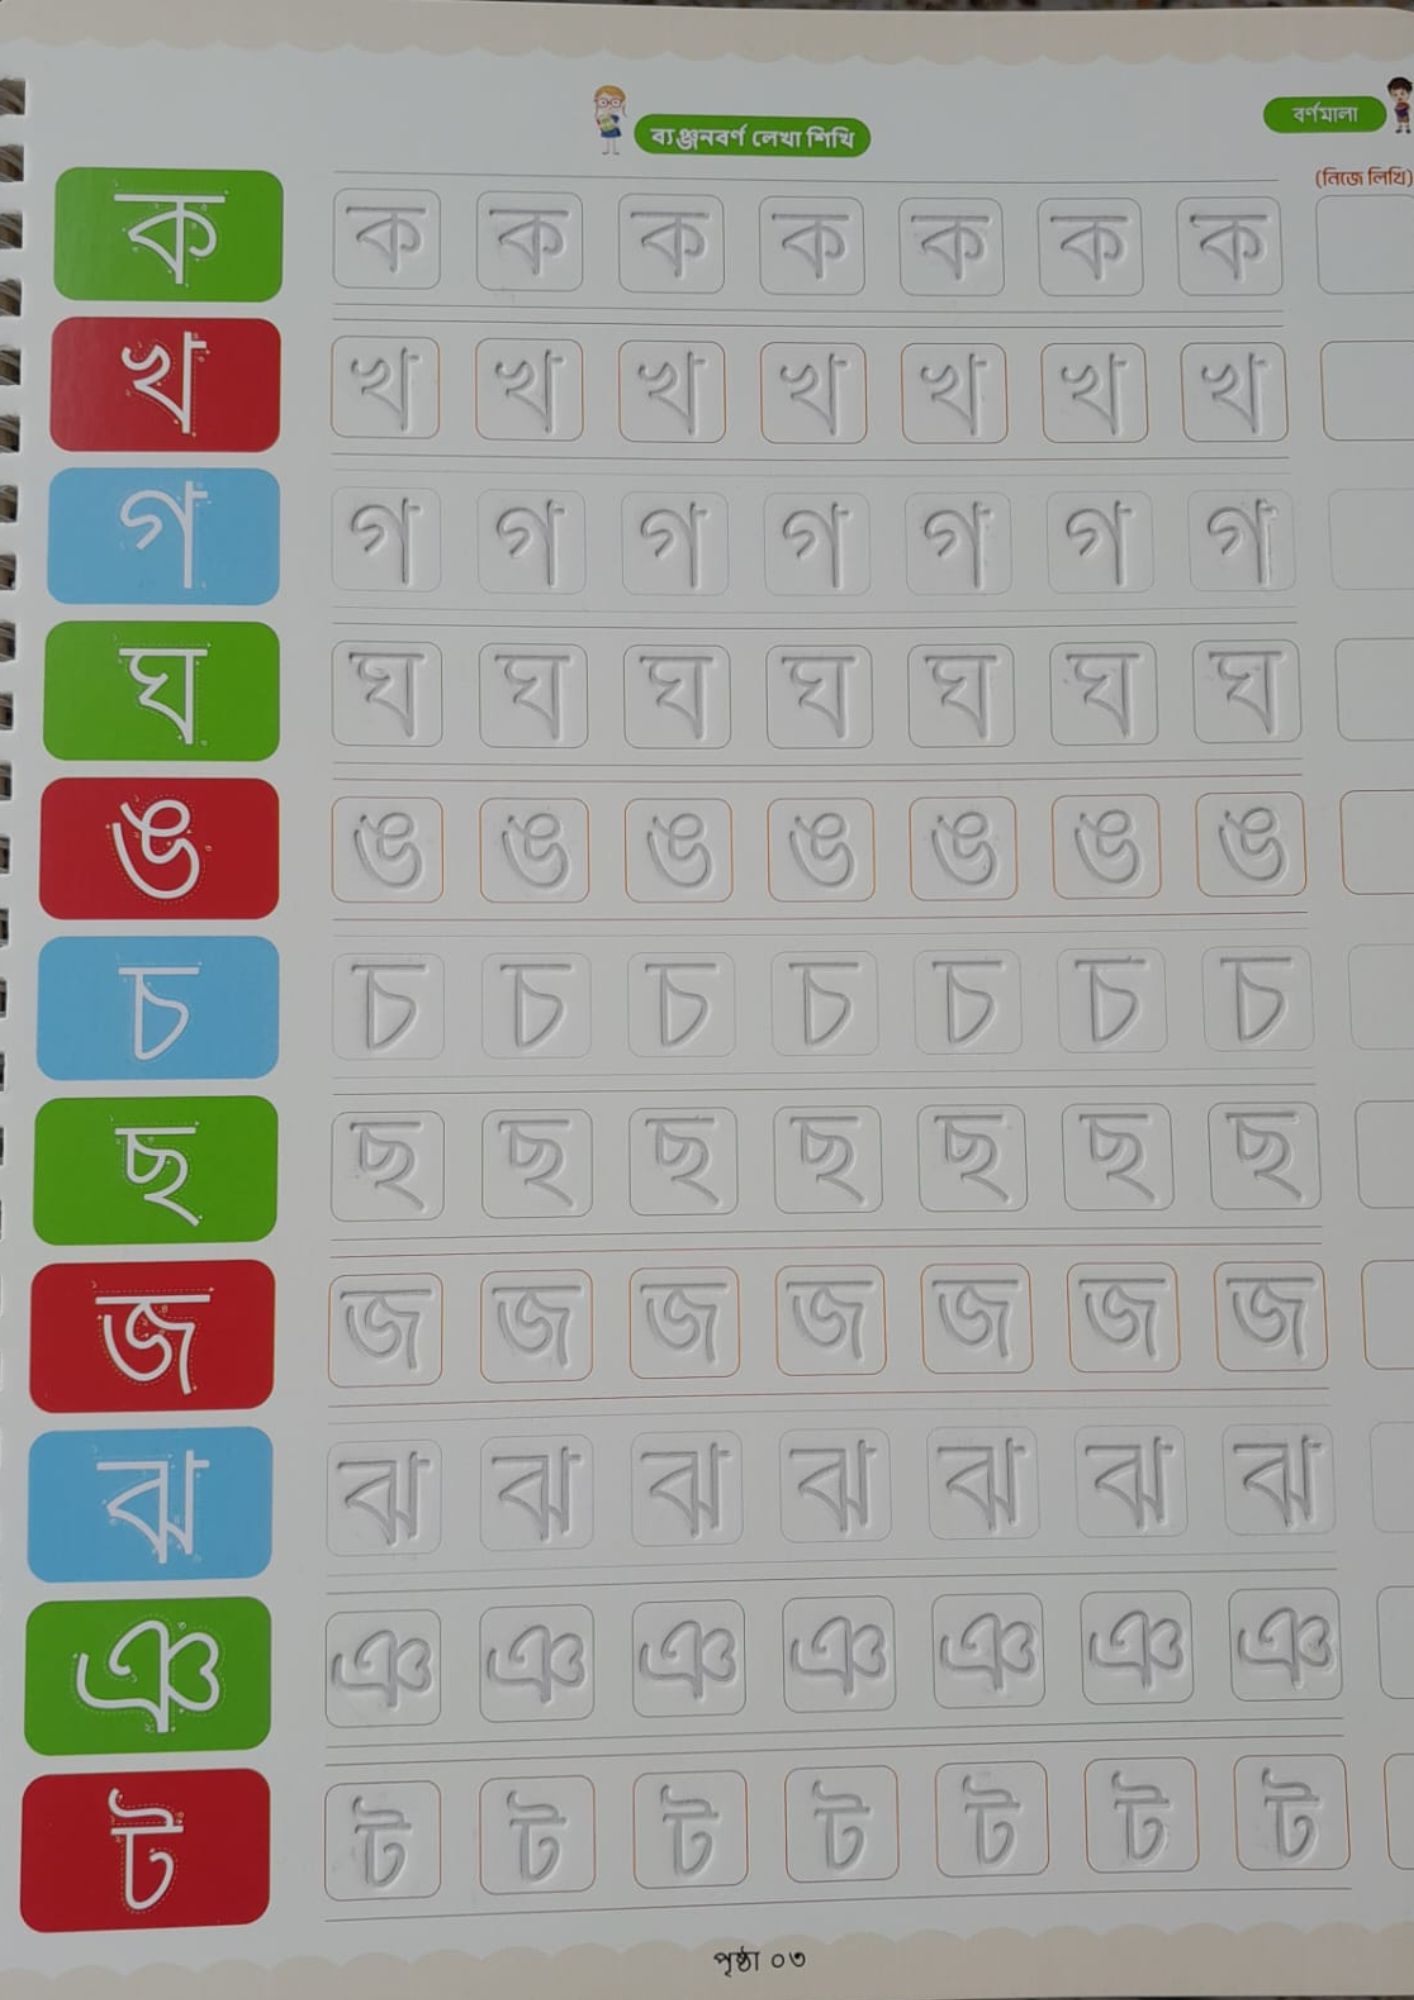 বর্ণমালা
ব্যঞ্জনবর্ণ লেখা শিখি
(নিজে লিখি)
ক ক ক ক ক ক ক ক
খ খ খ খ খ খ খ খ
গ গ গ গ গ গ গ গ
ঘ ঘ ঘ ঘ ঘ ঘ ঘ ঘ
ঙ ঙ ঙ ঙ ঙ ঙ ঙ ঙ
চ চ চ চ চ চ চ চ
ছ ছ ছ ছ ছ ছ ছ ছ
জ জ জ জ জ জ জ জ
ঝ ঝ ঝ ঝ ঝ ঝ ঝ ঝ
ঞ ঞ ঞ ঞ ঞ ঞ ঞ ঞ
ট ট ট ট ট ট ট ট
পৃষ্ঠা ০৩